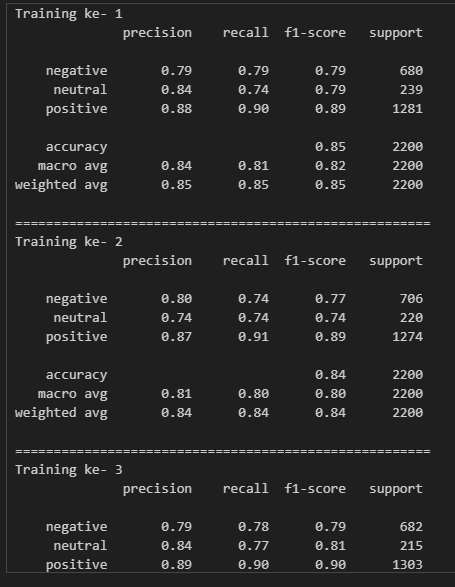 Training ke- 1
precision recall f1-score support
negative 0.79 0.79 0.79 680
neutral 0.84 0.74 0.79 239
positive 0.88 0.90 0.89 1281
accuracy 0.85 2200
macro avg 0.84 0.81 0.82 2200
weighted avg 0.85 0.85 0.85 2200
======================================================
Training ke- 2
precision recall f1-score support
negative 0.80 0.74 0.77 706
neutral 0.74 0.74 0.74 220
positive 0.87 0.91 0.89 1274
accuracy 0.84 2200
macro avg 0.81 0.80 0.80 2200
weighted avg 0.84 0.84 0.84 2200
======================================================
Training ke- 3
precision recall f1-score support
negative 0.79 0.78 0.79 682
neutral 0.84 0.77 0.81 215
positive 0.89 0.90 0.90 1303